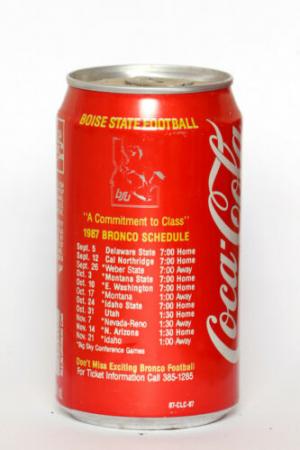 BOISE STATE FOOTBALL
bsu
"A Commitment to Class"
1987 BRONCO SCHEDULE
Sept. 5 Delaware State 7:00 Home
Sept. 12 Cal Northridge 7:00 Home
Sept. 26 *Weber State 7:00 Away
Oct. 3 *Montana State 7:00 Home
Oct. 10 *E. Washington 7:00 Home
Oct. 17 *Montana 1:00 Away
Oct. 24 *Idaho State 7:00 Home
Oct. 31 Utah 1:30 Home
Nov. 7 *Nevada-Reno 1:30 Home
Nov. 14 *N. Arizona 1:30 Home
Nov. 21 *Idaho 1:00 Away
*Big Sky Conference Games
Don't Miss Exciting Bronco Football
For Ticket Information Call 385-1285
87-CLC-87
Coca-Cola